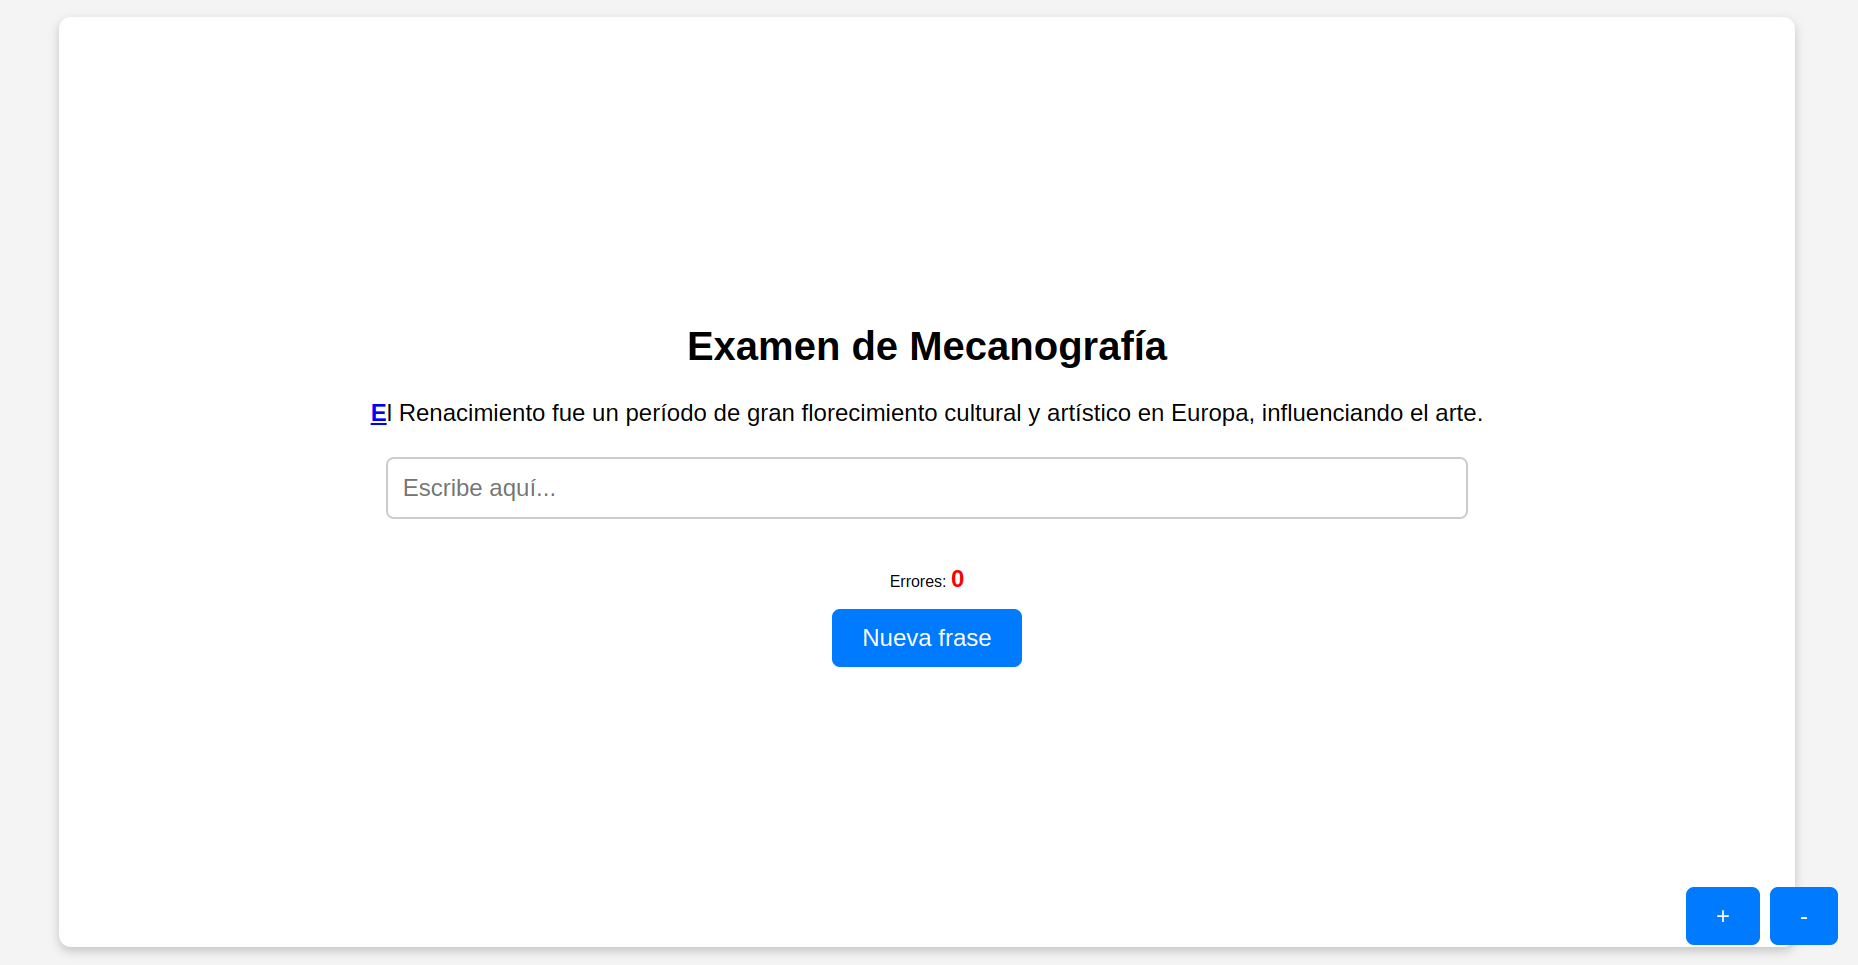 Examen de Mecanografía
El Renacimiento fue un período de gran florecimiento cultural y artístico en Europa, influenciando el arte.
Escribe aquí...
Errores: 0
Nueva frase
+ -